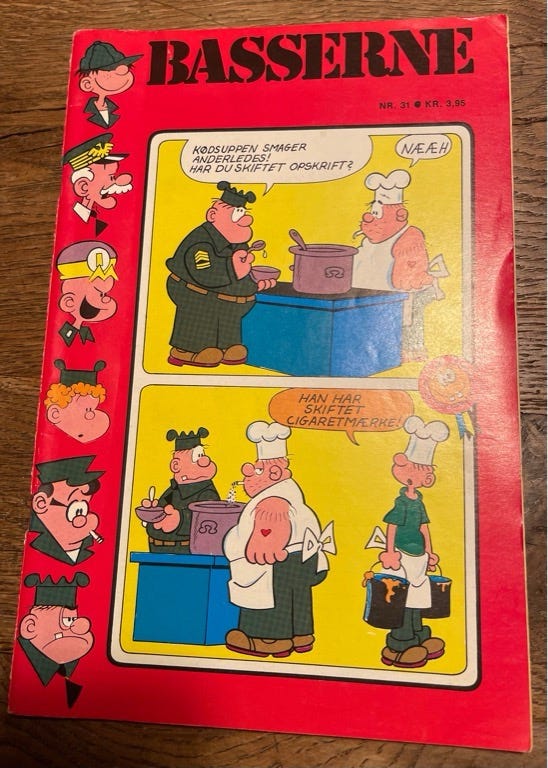 BASSERNE
NR. 31 ● KR. 3,95
KØDSUPPEN SMAGER
ANDERLEDES!
HAR DU SKIFTET OPSKRIFT?
NÆÆH
HAN HAR
SKIFTET
CIGARETMÆRKE!